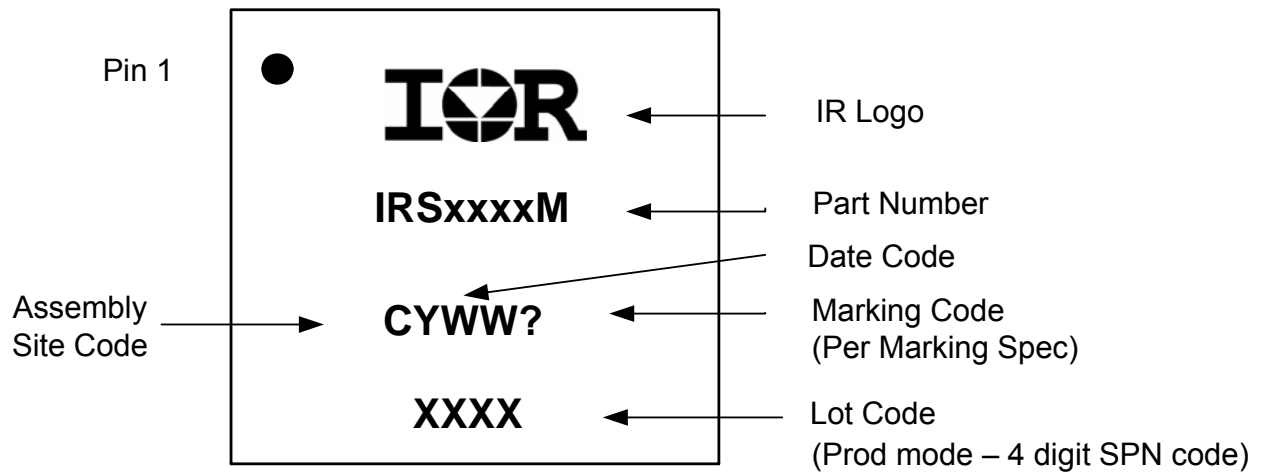 Pin 1
IOR
IR Logo
IRSxxxxM
Part Number
Date Code
Assembly
Site Code
CYWW?
Marking Code
(Per Marking Spec)
XXXX
Lot Code
(Prod mode – 4 digit SPN code)